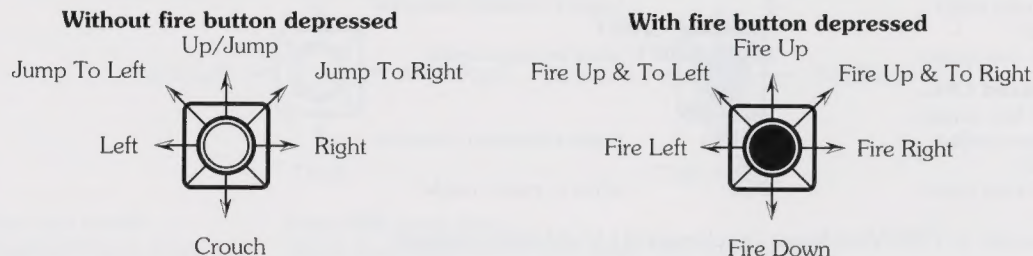 Without fire button depressed
Up/Jump
Jump To Left
Jump To Right
Left
Right
Crouch
With fire button depressed
Fire Up
Fire Up & To Left
Fire Up & To Right
Fire Left
Fire Right
Fire Down